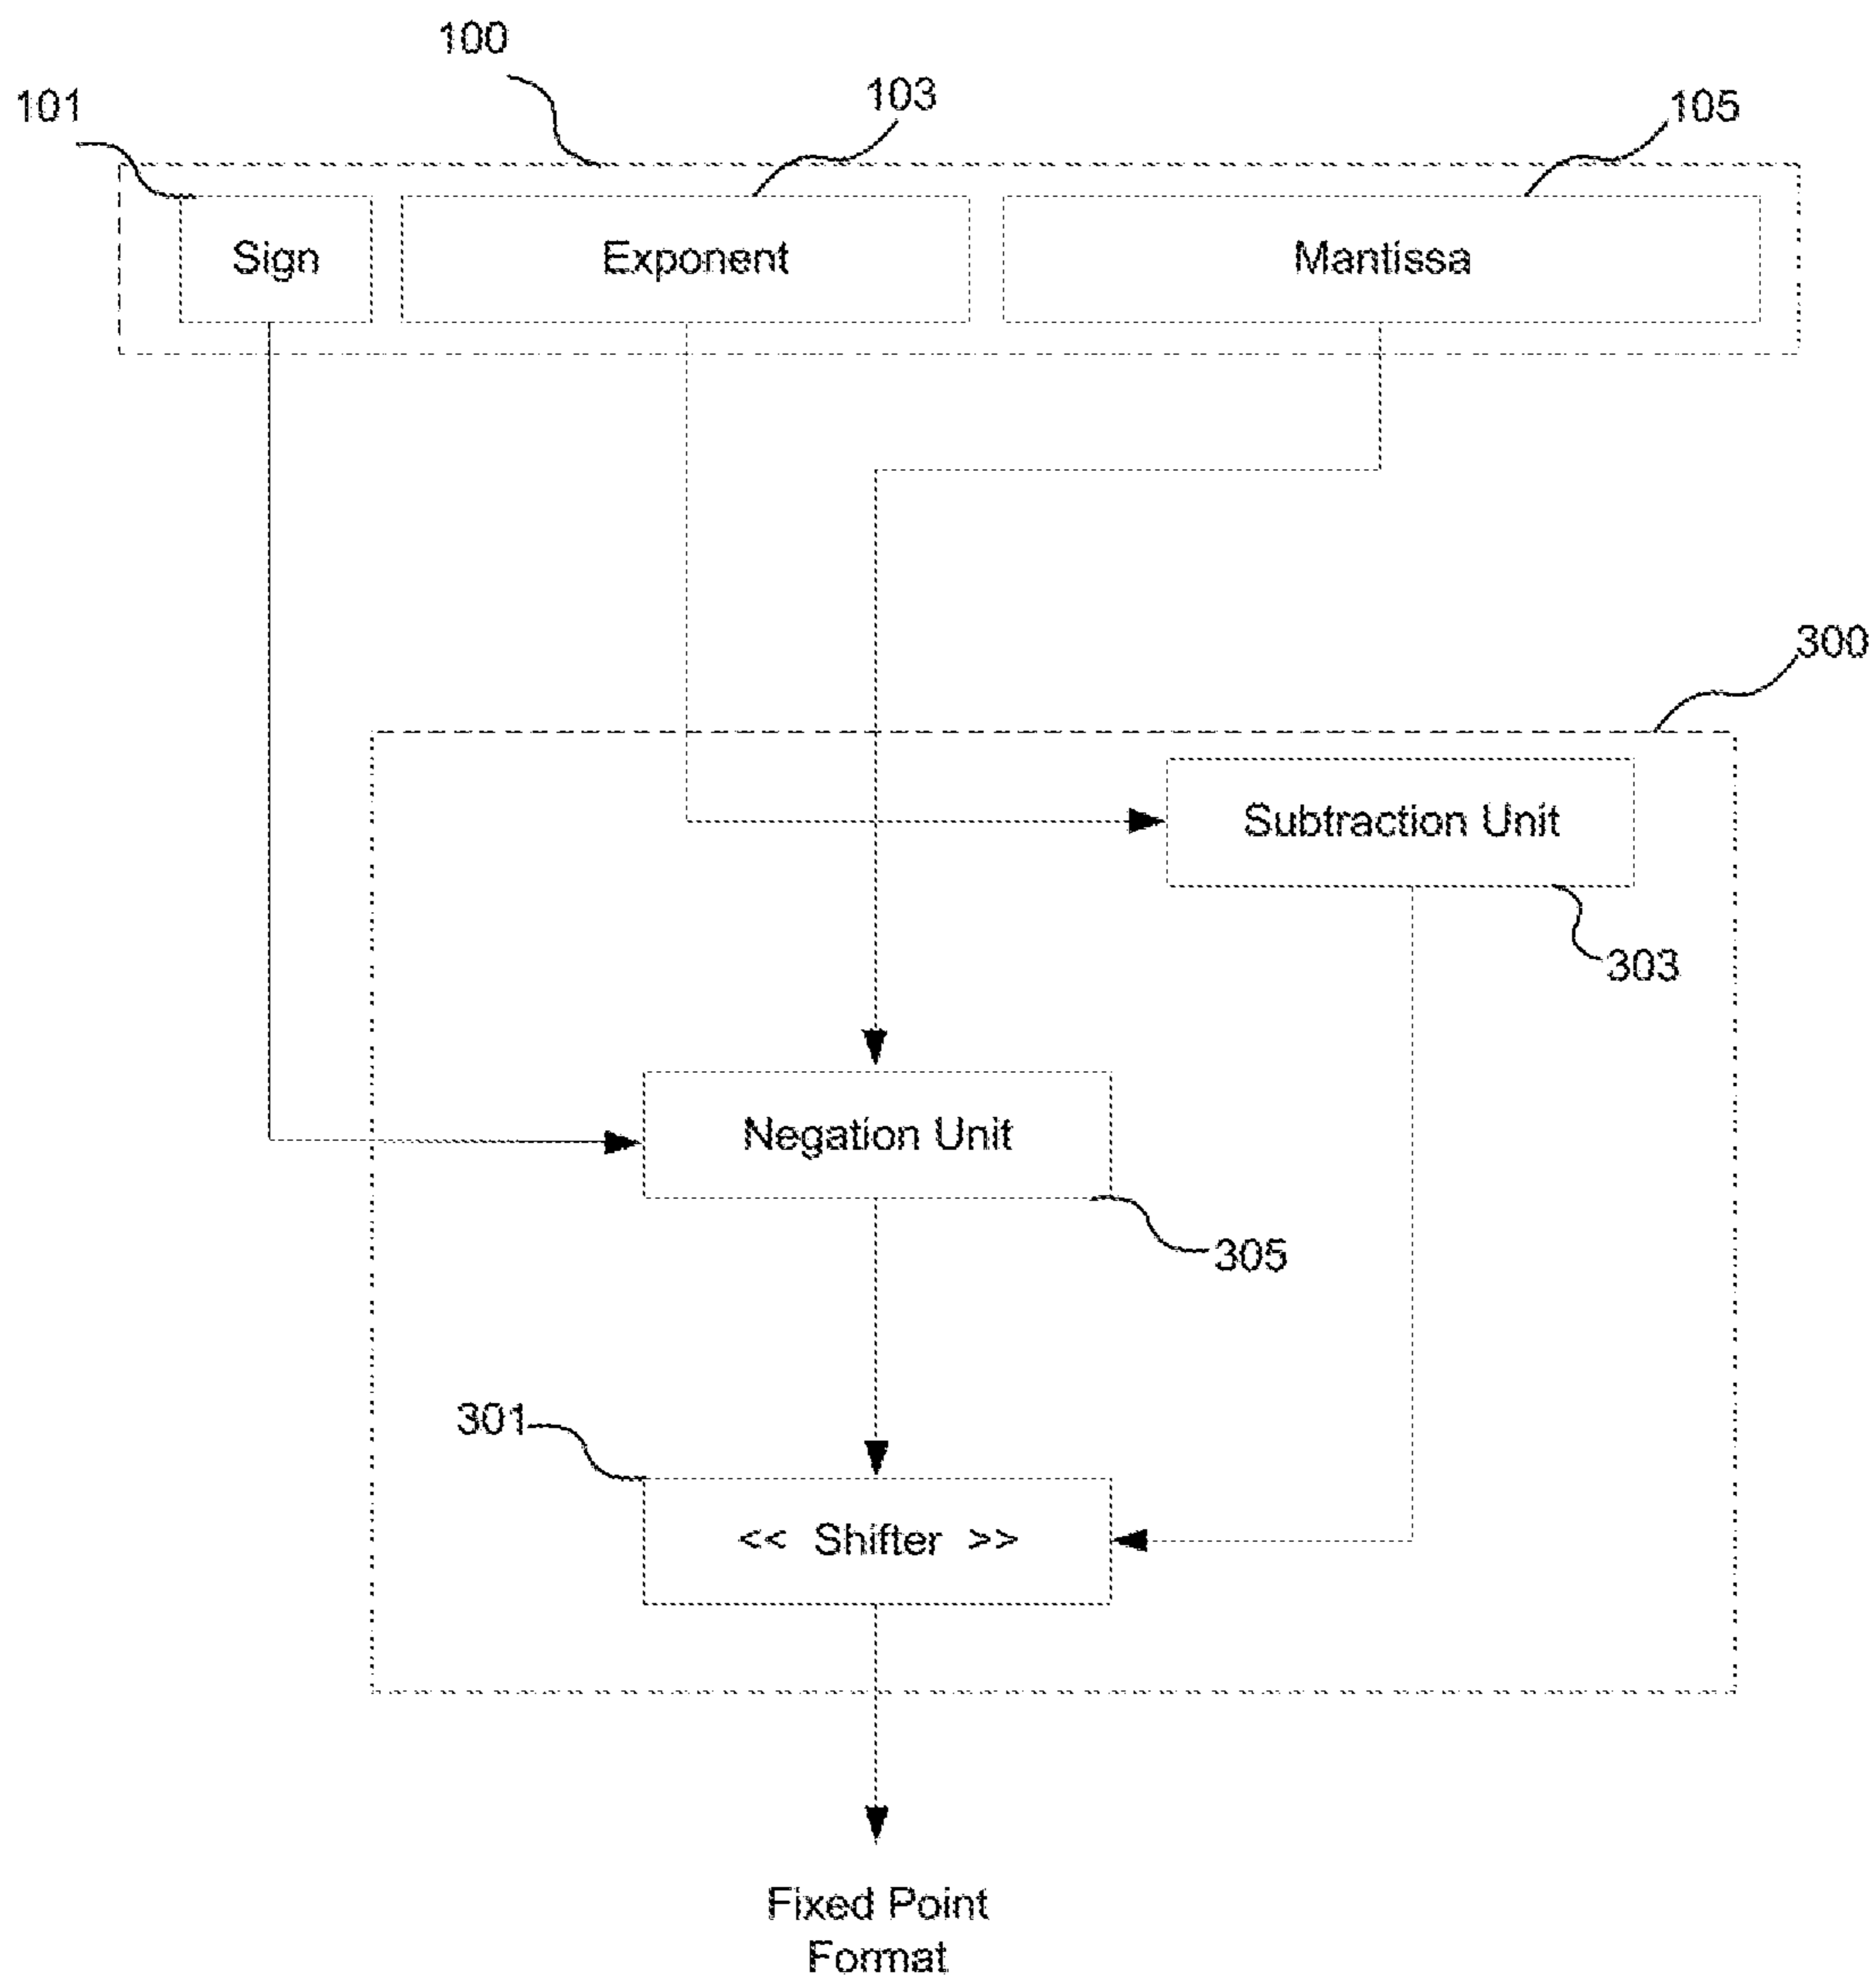 100
101
103
105
Sign
Exponent
Mantissa
300
Subtraction Unit
303
Negation Unit
305
301
<< Shifter >>
Fixed Point
Format